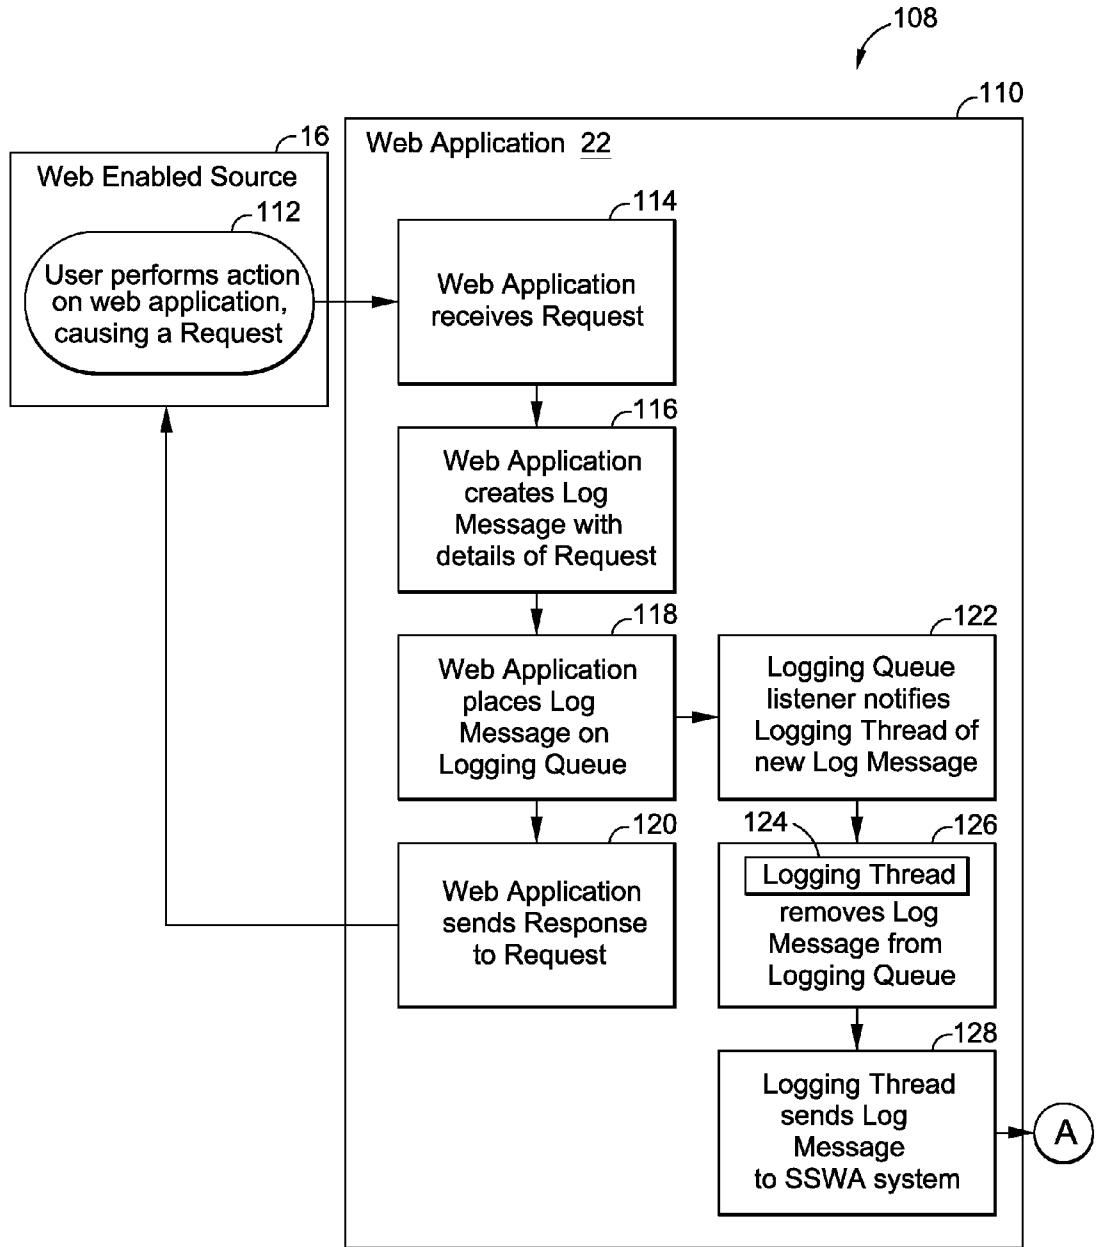 108
110
16
Web Application 22
Web Enabled Source
112
User performs action
on web application,
causing a Request
114
Web Application
receives Request
116
Web Application
creates Log
Message with
details of Request
118
Web Application
places Log
Message on
Logging Queue
122
Logging Queue
listener notifies
Logging Thread of
new Log Message
120
Web Application
sends Response
to Request
124
126
Logging Thread
removes Log
Message from
Logging Queue
128
Logging Thread
sends Log
Message
to SSWA system
A